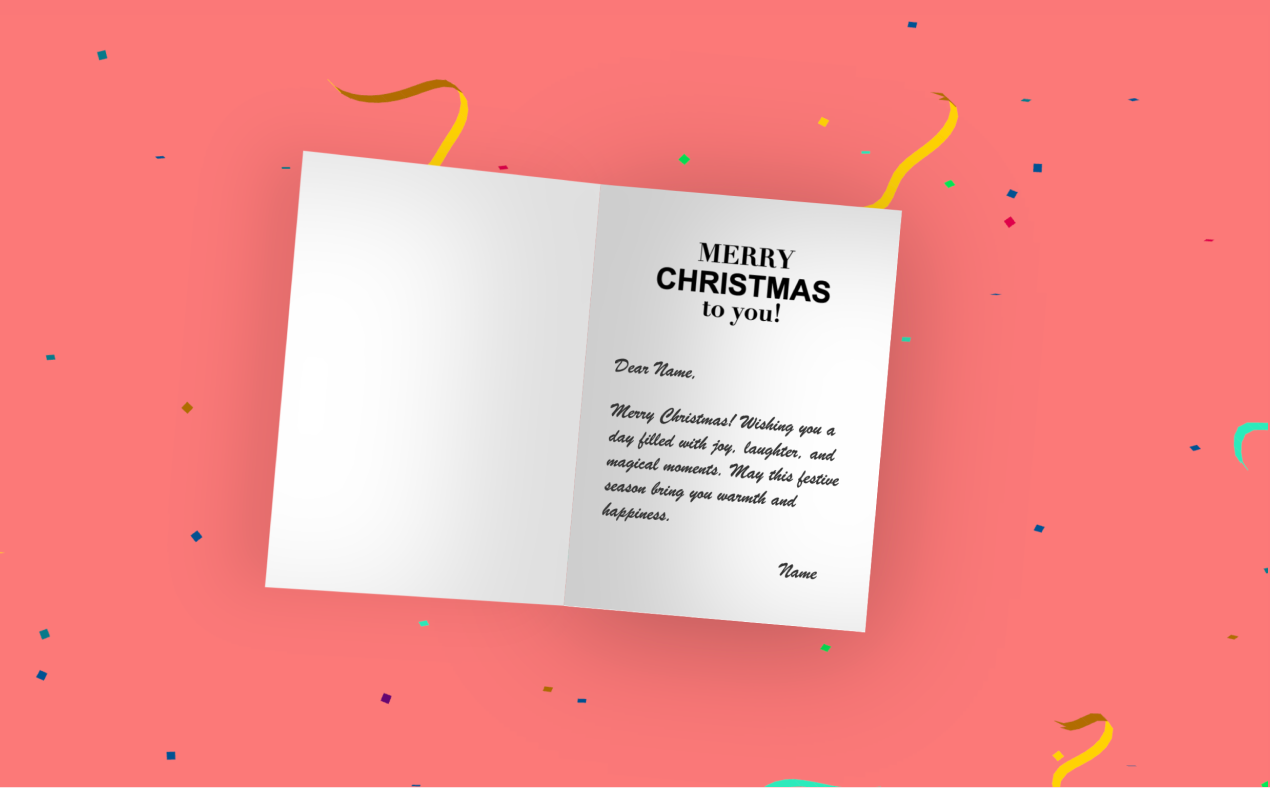 MERRY
CHRISTMAS
to you!
Dear Name,
Merry Christmas! Wishing you a
day filled with joy, laughter, and
magical moments. May this festive
season bring you warmth and
happiness.
Name